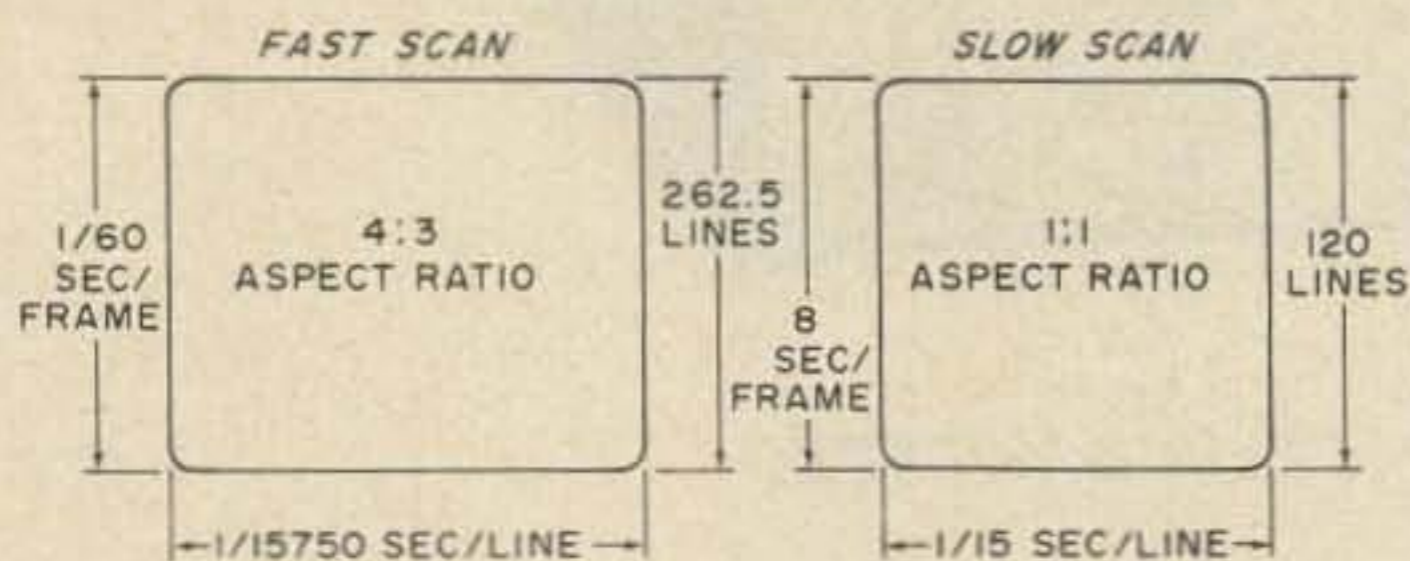 FAST SCAN
1/60
SEC/
FRAME
4:3
ASPECT RATIO
262.5
LINES
1/15750 SEC/LINE
SLOW SCAN
8
SEC/
FRAME
1:1
ASPECT RATIO
120
LINES
1/15 SEC/LINE